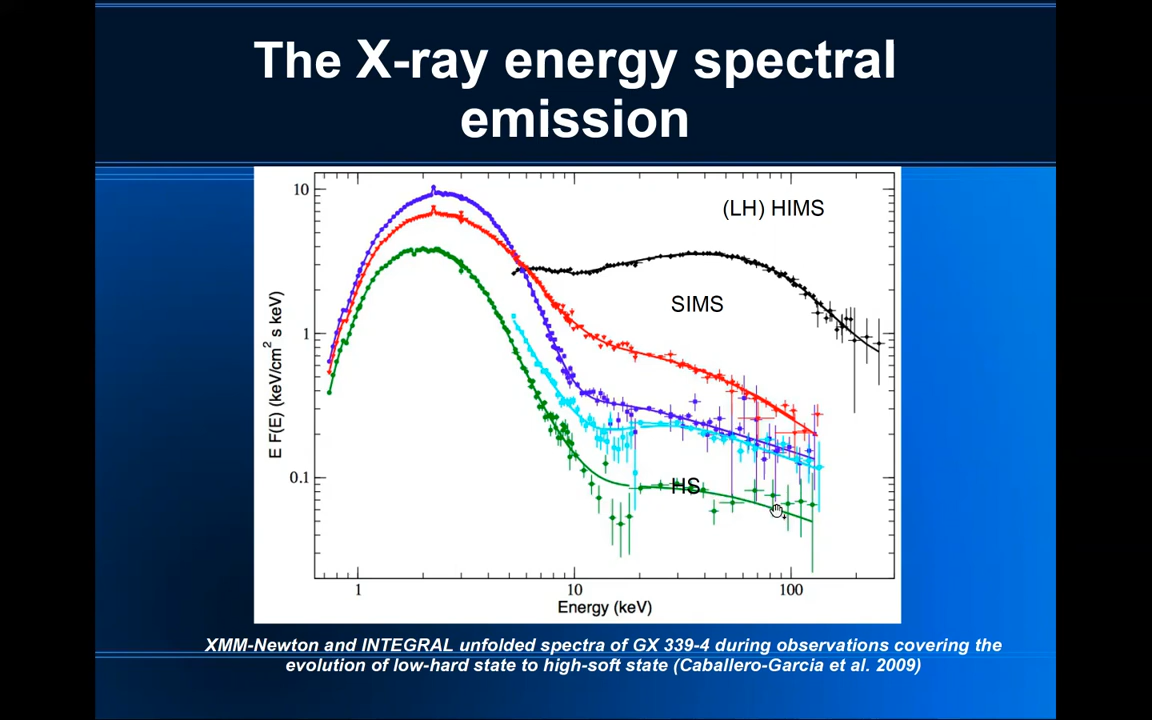 The X-ray energy spectral
emission
10
1
0.1
E F(E) (keV/cm² s keV)
(LH) HIMS
SIMS
HS
1
10
100
Energy (keV)
XMM-Newton and INTEGRAL unfolded spectra of GX 339-4 during observations covering the
evolution of low-hard state to high-soft state (Caballero-Garcia et al. 2009)